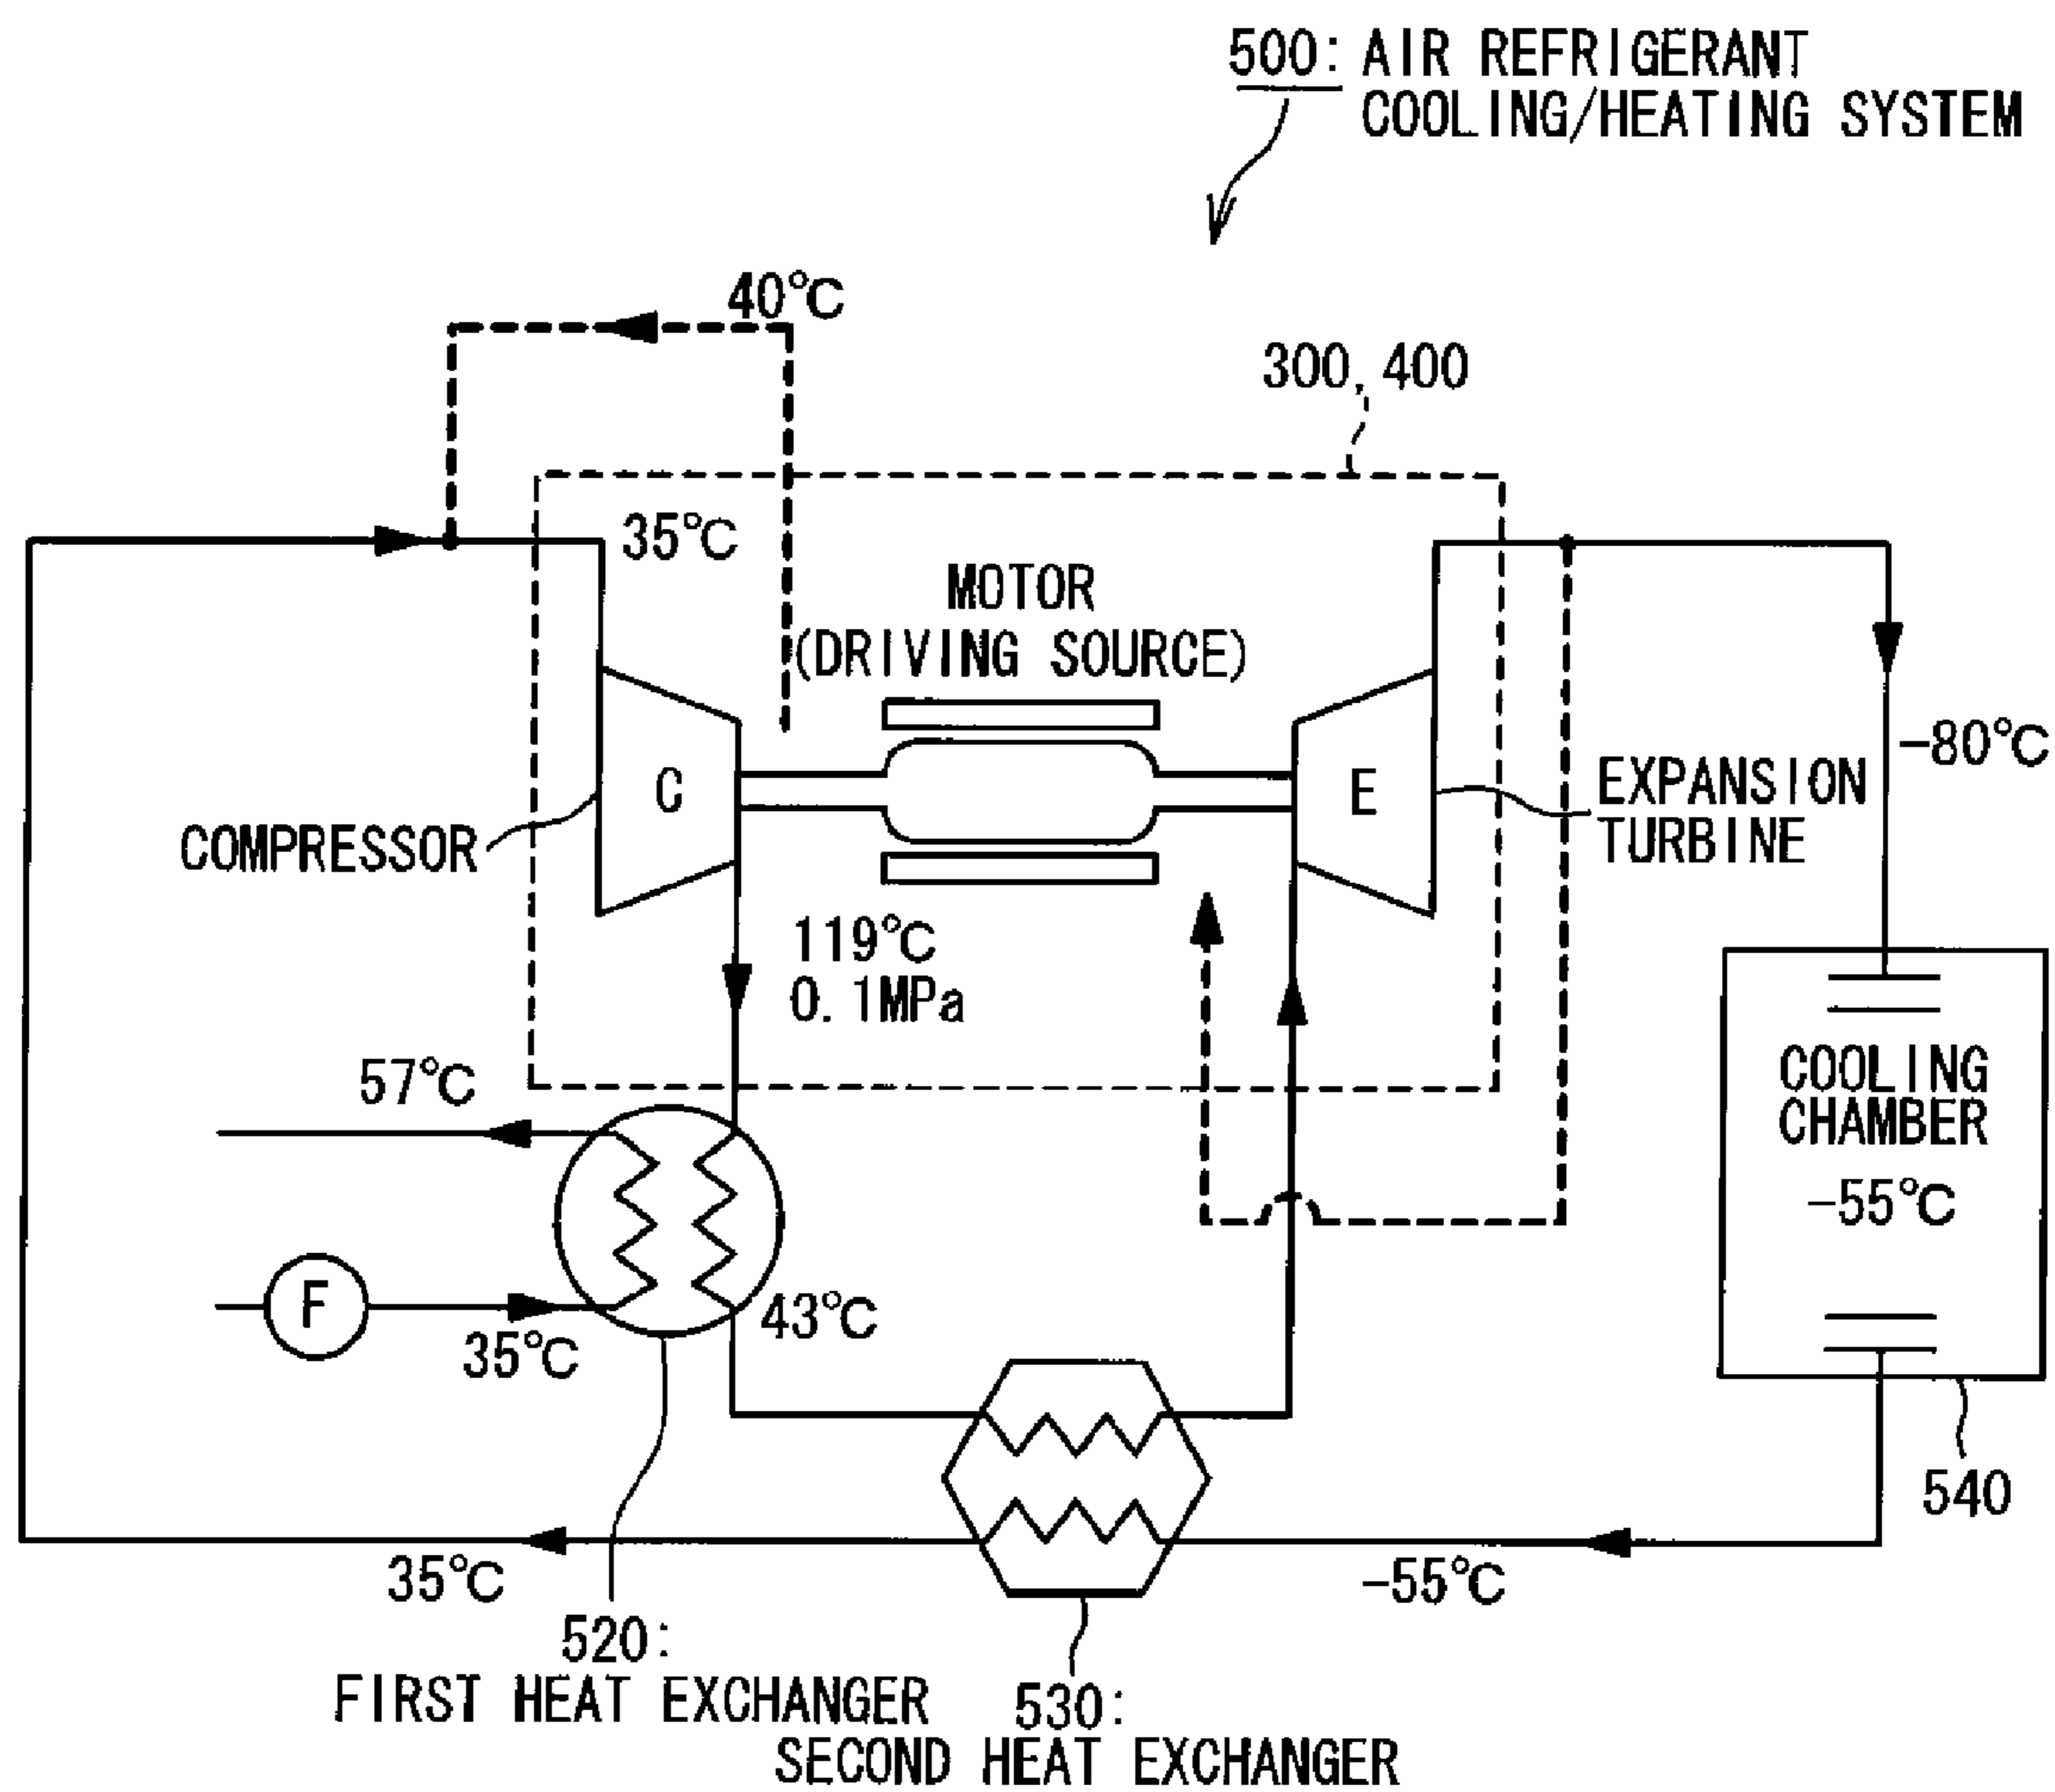 500: AIR REFRIGERANT
COOLING/HEATING SYSTEM
40°C
300, 400
35°C
MOTOR
(DRIVING SOURCE)
-80°C
C
E
EXPANSION
TURBINE
COMPRESSOR
119°C
0.1MPa
57°C
COOLING
CHAMBER
-55°C
F
35°C
43°C
540
35°C
-55°C
520:
FIRST HEAT EXCHANGER
530:
SECOND HEAT EXCHANGER